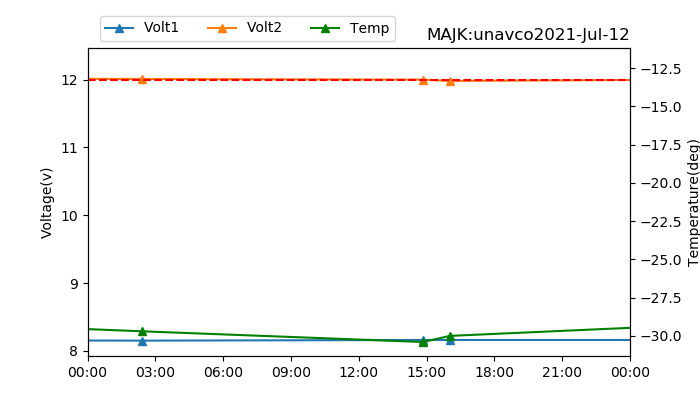 Volt1 Volt2 Temp
MAJK:unavco2021-Jul-12
12
11
10
9
8
Voltage(v)
−12.5
−15.0
−17.5
−20.0
−22.5
−25.0
−27.5
−30.0
Temperature(deg)
00:00 03:00 06:00 09:00 12:00 15:00 18:00 21:00 00:00